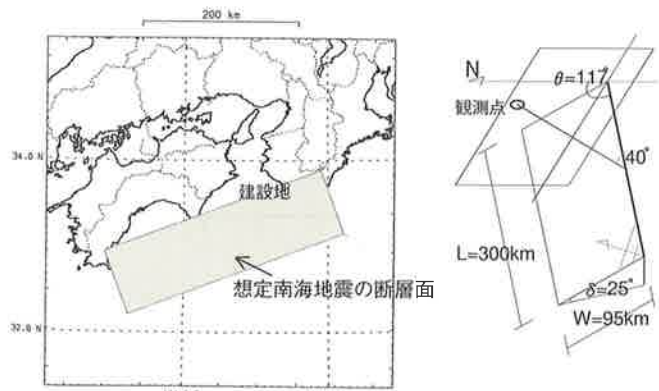 200 km
34.0 N
32.0 N
建設地
想定南海地震の断層面
N
θ=117°
観測点
40°
L=300km
δ=25°
W=95km